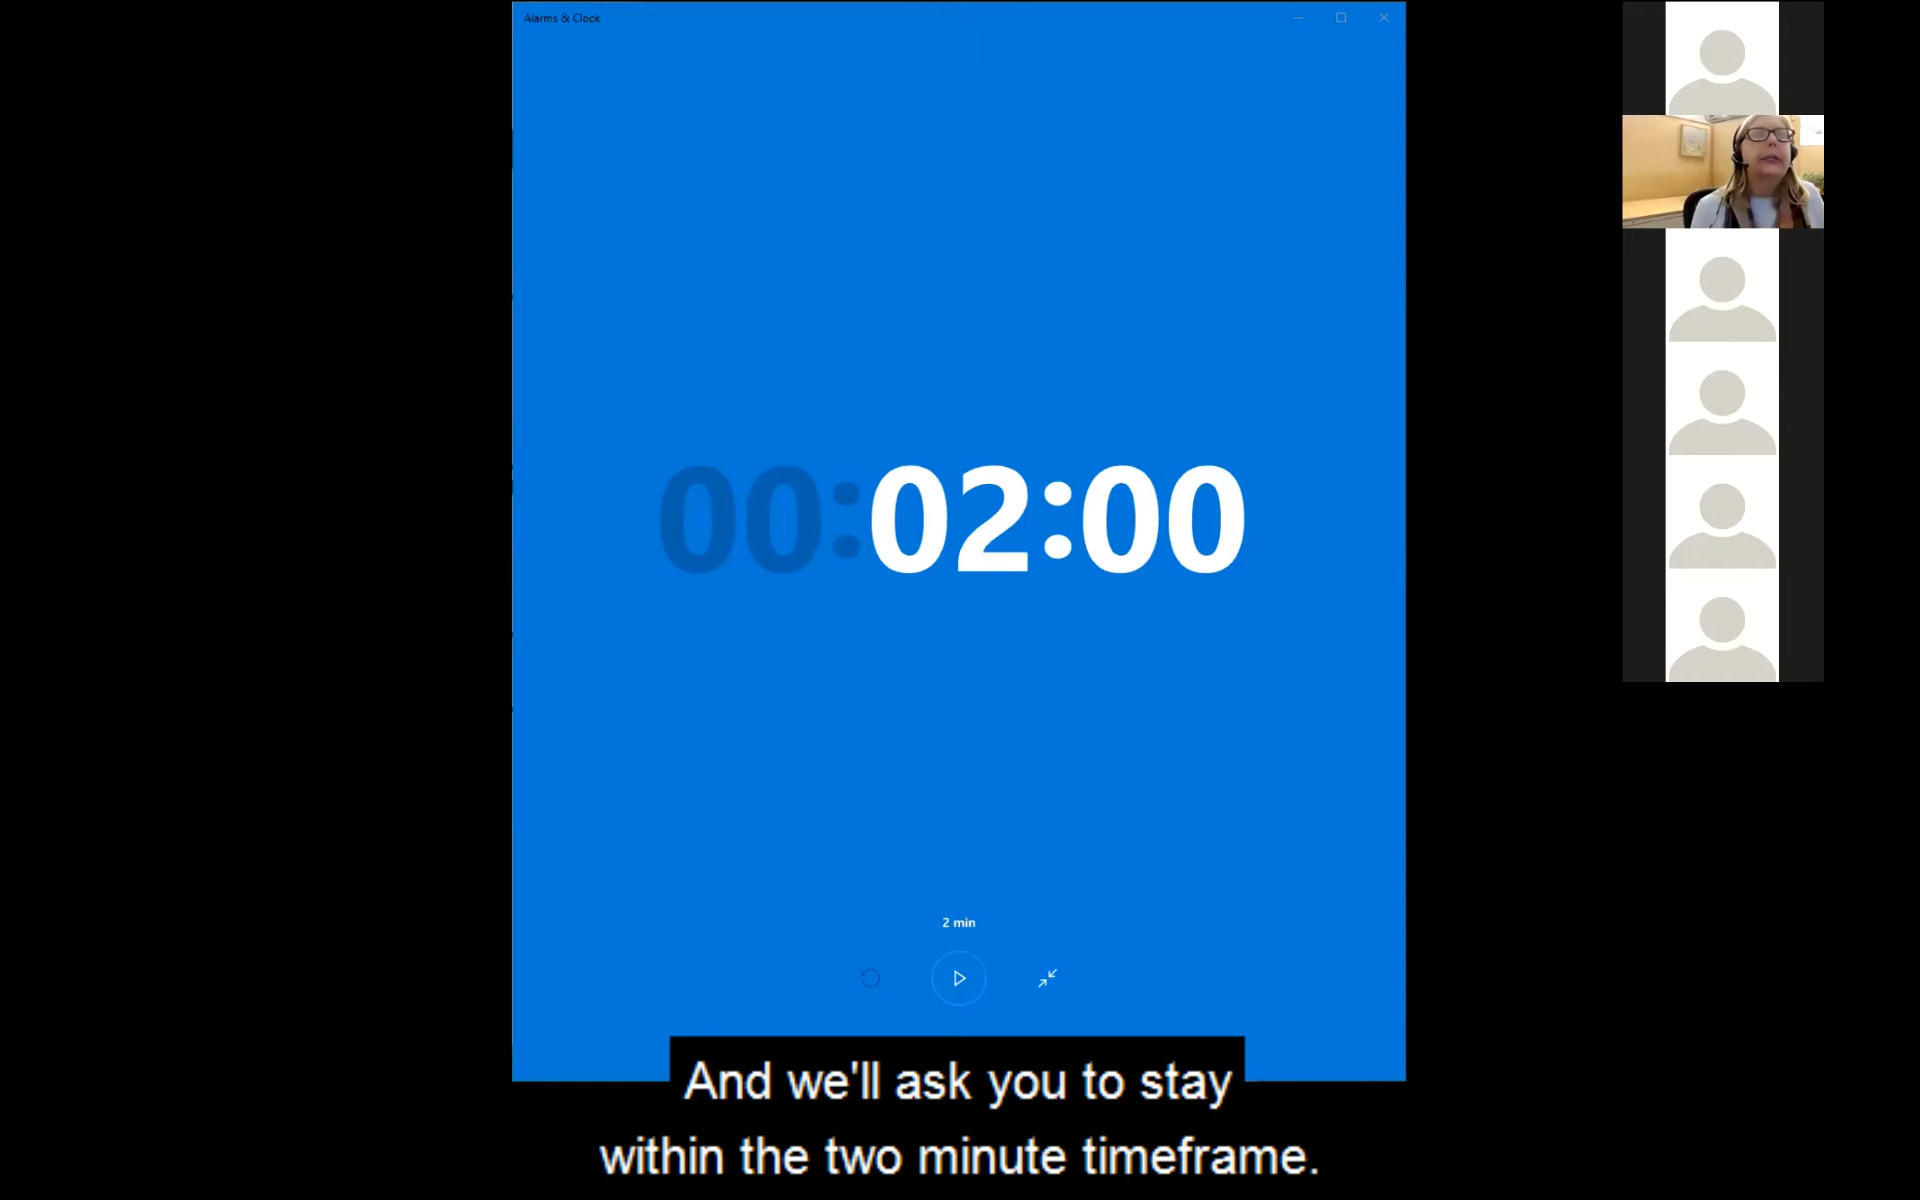 Alarms & Clock
00:02:00
2 min
And we'll ask you to stay
within the two minute timeframe.